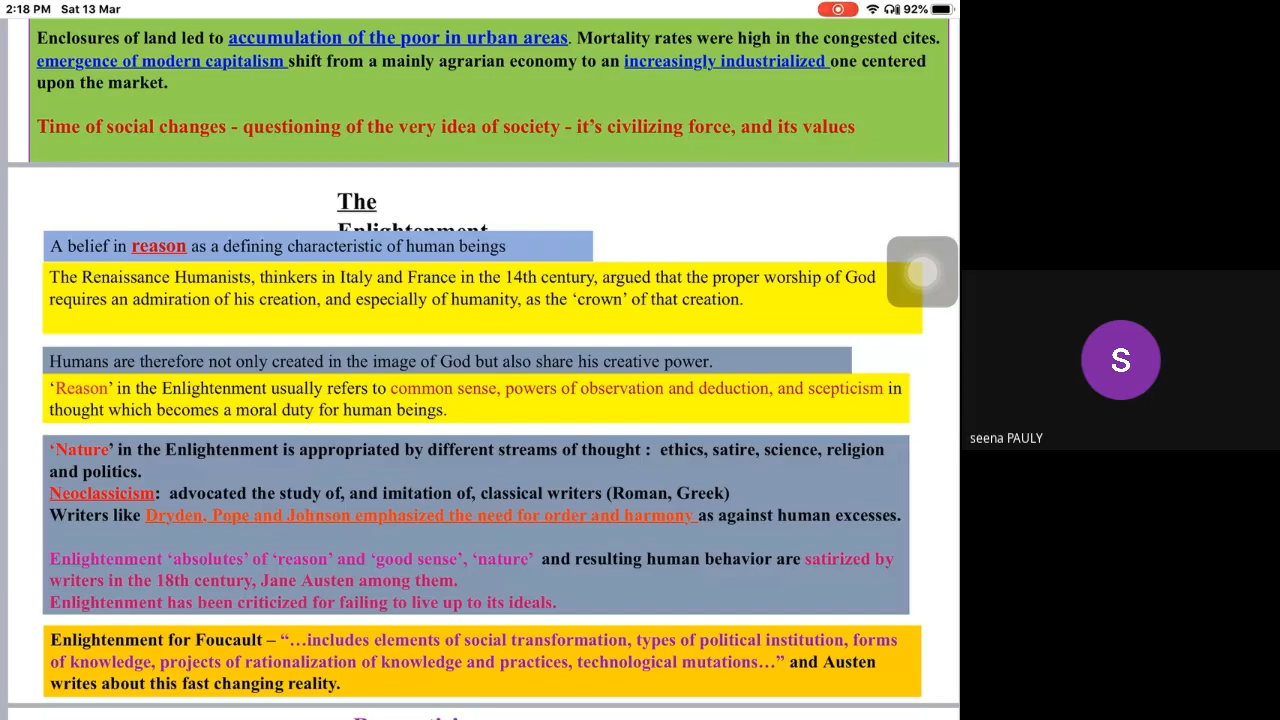 2:18 PM Sat 13 Mar
92%
Enclosures of land led to accumulation of the poor in urban areas. Mortality rates were high in the congested cites.
emergence of modern capitalism shift from a mainly agrarian economy to an increasingly industrialized one centered
upon the market.
Time of social changes - questioning of the very idea of society - it’s civilizing force, and its values
The
Enlightenment
A belief in reason as a defining characteristic of human beings
The Renaissance Humanists, thinkers in Italy and France in the 14th century, argued that the proper worship of God
requires an admiration of his creation, and especially of humanity, as the ‘crown’ of that creation.
Humans are therefore not only created in the image of God but also share his creative power.
‘Reason’ in the Enlightenment usually refers to common sense, powers of observation and deduction, and scepticism in
thought which becomes a moral duty for human beings.
‘Nature’ in the Enlightenment is appropriated by different streams of thought : ethics, satire, science, religion
and politics.
Neoclassicism: advocated the study of, and imitation of, classical writers (Roman, Greek)
Writers like Dryden, Pope and Johnson emphasized the need for order and harmony as against human excesses.
Enlightenment ‘absolutes’ of ‘reason’ and ‘good sense’, ‘nature’ and resulting human behavior are satirized by
writers in the 18th century, Jane Austen among them.
Enlightenment has been criticized for failing to live up to its ideals.
Enlightenment for Foucault – “…includes elements of social transformation, types of political institution, forms
of knowledge, projects of rationalization of knowledge and practices, technological mutations…” and Austen
writes about this fast changing reality.
S
seena PAULY